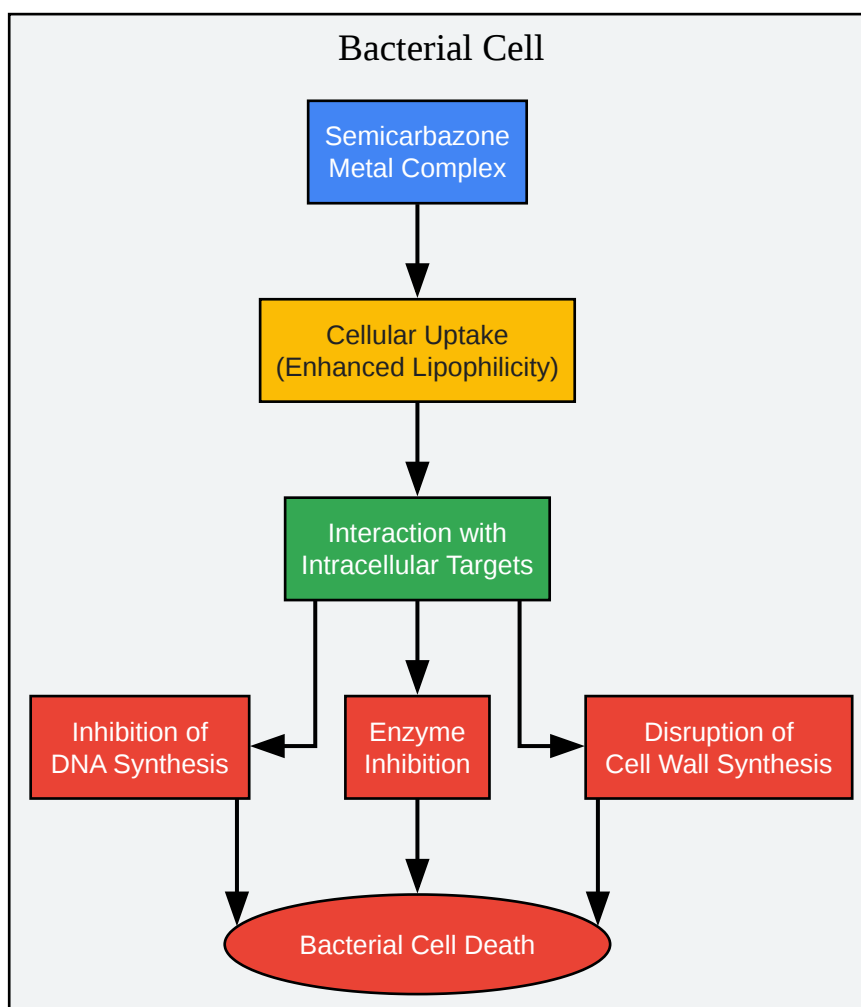 Bacterial Cell
Semicarbazone
Metal Complex
Cellular Uptake
(Enhanced Lipophilicity)
Interaction with
Intracellular Targets
Inhibition of
DNA Synthesis
Enzyme
Inhibition
Disruption of
Cell Wall Synthesis
Bacterial Cell Death